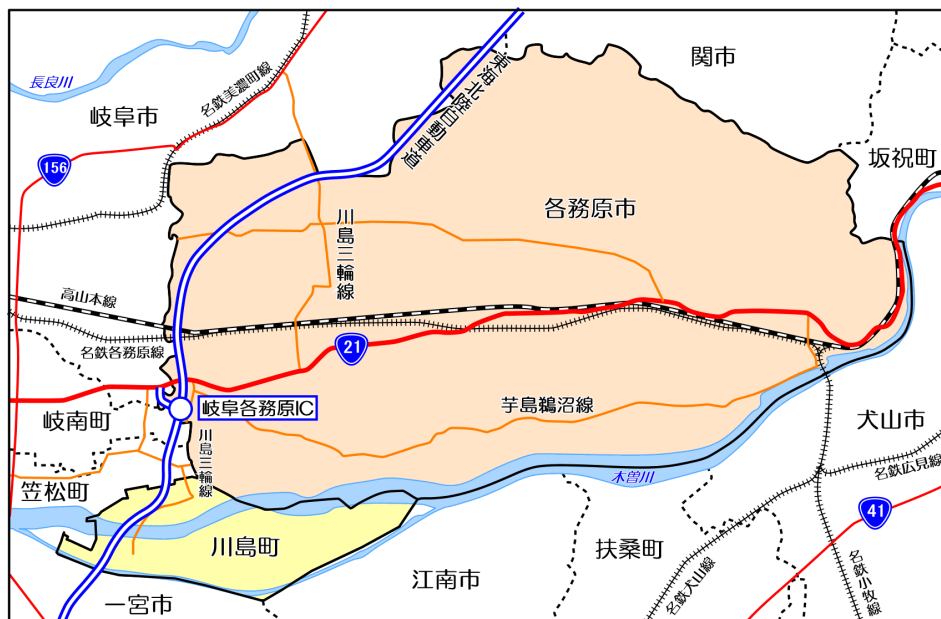 関市
長良川
名鉄美濃町線
東海北陸自動車道
岐阜市
156
坂祝町
各務原市
川島三輪線
高山本線
名鉄各務原線
21
岐阜各務原IC
芋島鵜沼線
岐南町
川島三輪線
犬山市
名鉄広見線
木曽川
笠松町
41
川島町
扶桑町
江南市
名鉄犬山線
名鉄小牧線
一宮市